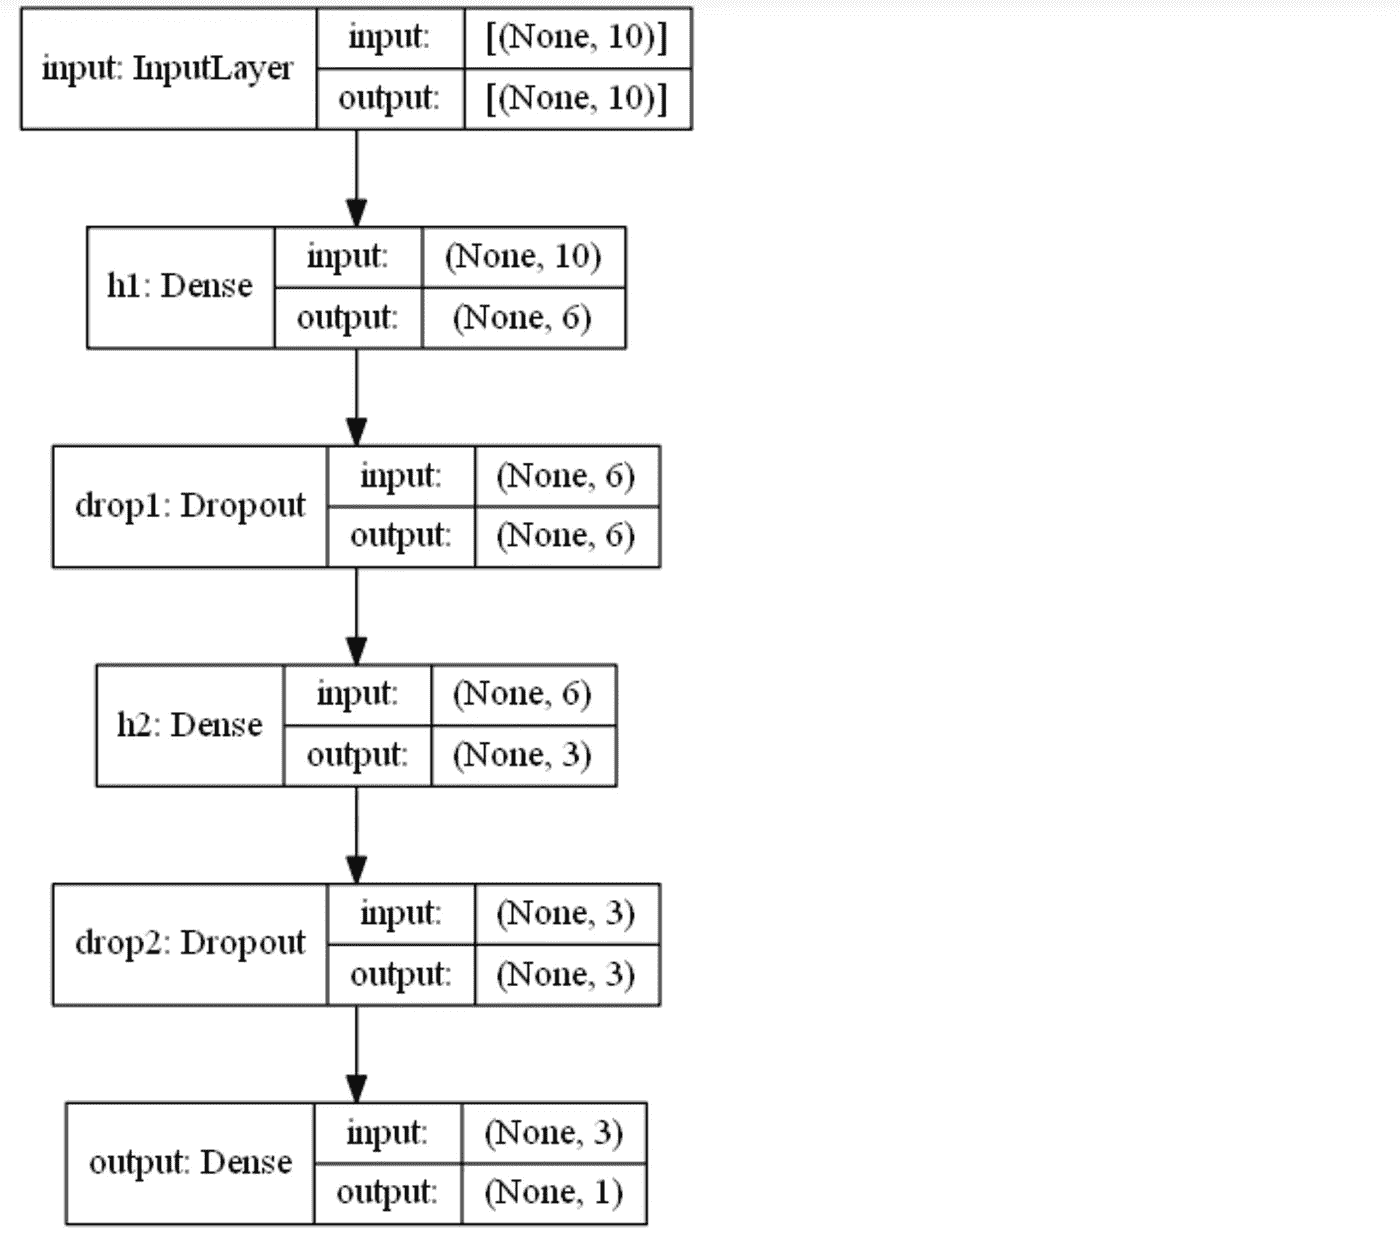 input: InputLayer
input: [(None, 10)]
output: [(None, 10)]
h1: Dense
input: (None, 10)
output: (None, 6)
drop1: Dropout
input: (None, 6)
output: (None, 6)
h2: Dense
input: (None, 6)
output: (None, 3)
drop2: Dropout
input: (None, 3)
output: (None, 3)
output: Dense
input: (None, 3)
output: (None, 1)